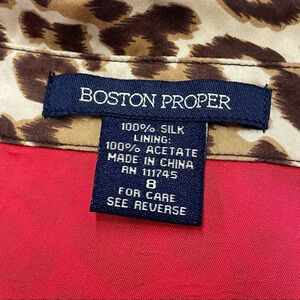 BOSTON PROPER
100% SILK
LINING:
100% ACETATE
MADE IN CHINA
RN 111745
8
FOR CARE
SEE REVERSE